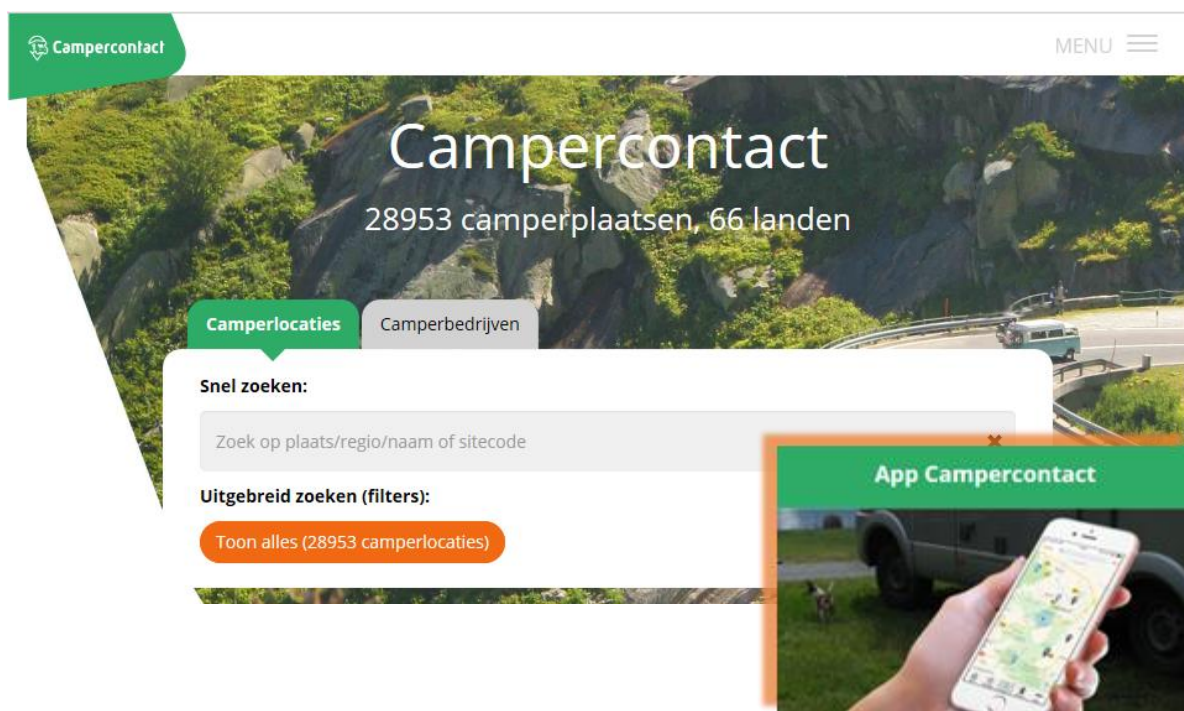 Campercontact
MENU
Campercontact
28953 camperplaatsen, 66 landen
Camperlocaties
Camperbedrijven
Snel zoeken:
Zoek op plaats/regio/naam of sitecode
Uitgebreid zoeken (filters):
Toon alles (28953 camperlocaties)
App Campercontact